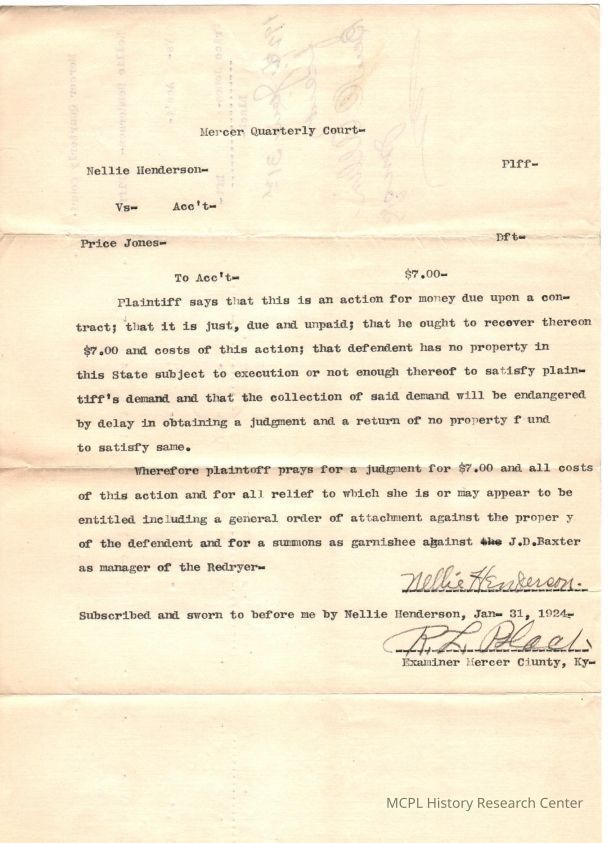 Mercer Quarterly Court-
Nellie Henderson- Plff-
Vs- Acc't-
Price Jones- Dft-
To Acc't- $7.00-
Plaintiff says that this is an action for money due upon a con-
tract; that it is just, due and unpaid; that he ought to recover thereon
$7.00 and costs of this action; that defendent has no property in
this State subject to execution or not enough thereof to satisfy plain-
tiff's demand and that the collection of said demand will be endangered
by delay in obtaining a judgment and a return of no property f und
to satisfy same.
Wherefore plaintoff prays for a judgment for $7.00 and all costs
of this action and for all relief to which she is or may appear to be
entitled including a general order of attachment against the proper y
of the defendent and for a summons as garnishee against the J.D.Baxter
as manager of the Redryer-
Nellie Henderson.
Subscribed and sworn to before me by Nellie Henderson, Jan- 31, 1924-
R. L. Black
Examiner Mercer Ciunty, Ky-
MCPL History Research Center